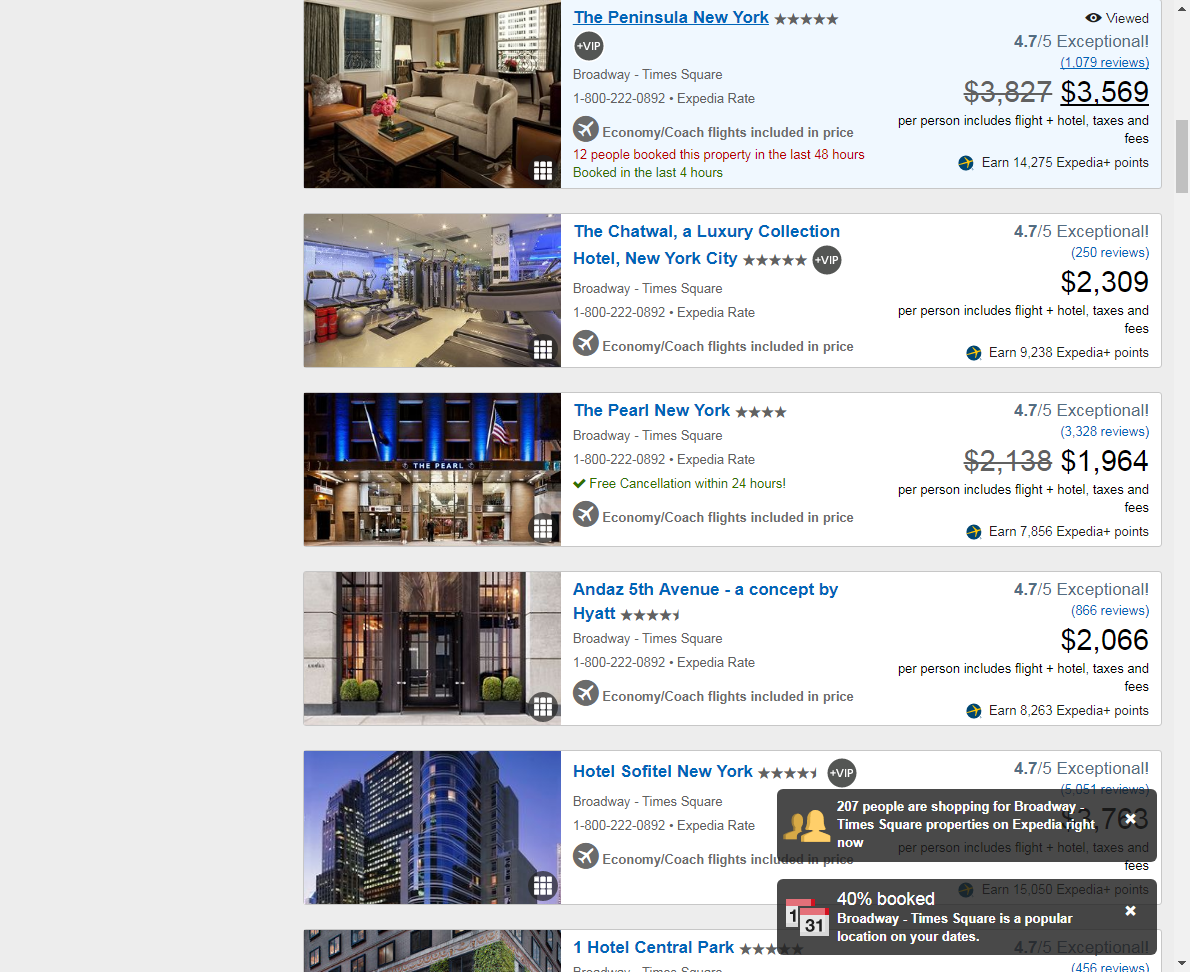 The Peninsula New York
Viewed
+VIP
4.7/5 Exceptional!
(1,079 reviews)
Broadway - Times Square
$3,827 $3,569
1-800-222-0892 • Expedia Rate
per person includes flight + hotel, taxes and
fees
Economy/Coach flights included in price
12 people booked this property in the last 48 hours
Earn 14,275 Expedia+ points
Booked in the last 4 hours
The Chatwal, a Luxury Collection
Hotel, New York City +VIP
4.7/5 Exceptional!
(250 reviews)
$2,309
Broadway - Times Square
1-800-222-0892 • Expedia Rate
per person includes flight + hotel, taxes and
fees
Economy/Coach flights included in price
Earn 9,238 Expedia+ points
THE PEARL
The Pearl New York
4.7/5 Exceptional!
(3,328 reviews)
Broadway - Times Square
1-800-222-0892 • Expedia Rate
$2,138 $1,964
Free Cancellation within 24 hours!
per person includes flight + hotel, taxes and
fees
Economy/Coach flights included in price
Earn 7,856 Expedia+ points
Andaz 5th Avenue - a concept by
Hyatt
4.7/5 Exceptional!
(866 reviews)
Broadway - Times Square
$2,066
1-800-222-0892 • Expedia Rate
per person includes flight + hotel, taxes and
fees
Economy/Coach flights included in price
Earn 8,263 Expedia+ points
Hotel Sofitel New York +VIP
4.7/5 Exceptional!
(5,051 reviews)
Broadway - Times Square
1-800-222-0892 • Expedia Rate
$3,763
per person includes flight + hotel, taxes and
fees
Economy/Coach flights included in price
Earn 15,050 Expedia+ points
207 people are shopping for Broadway -
Times Square properties on Expedia right
now
40% booked
1 31
Broadway - Times Square is a popular
location on your dates.
1 Hotel Central Park
4.7/5 Exceptional!
(456 reviews)
Broadway - Times Square